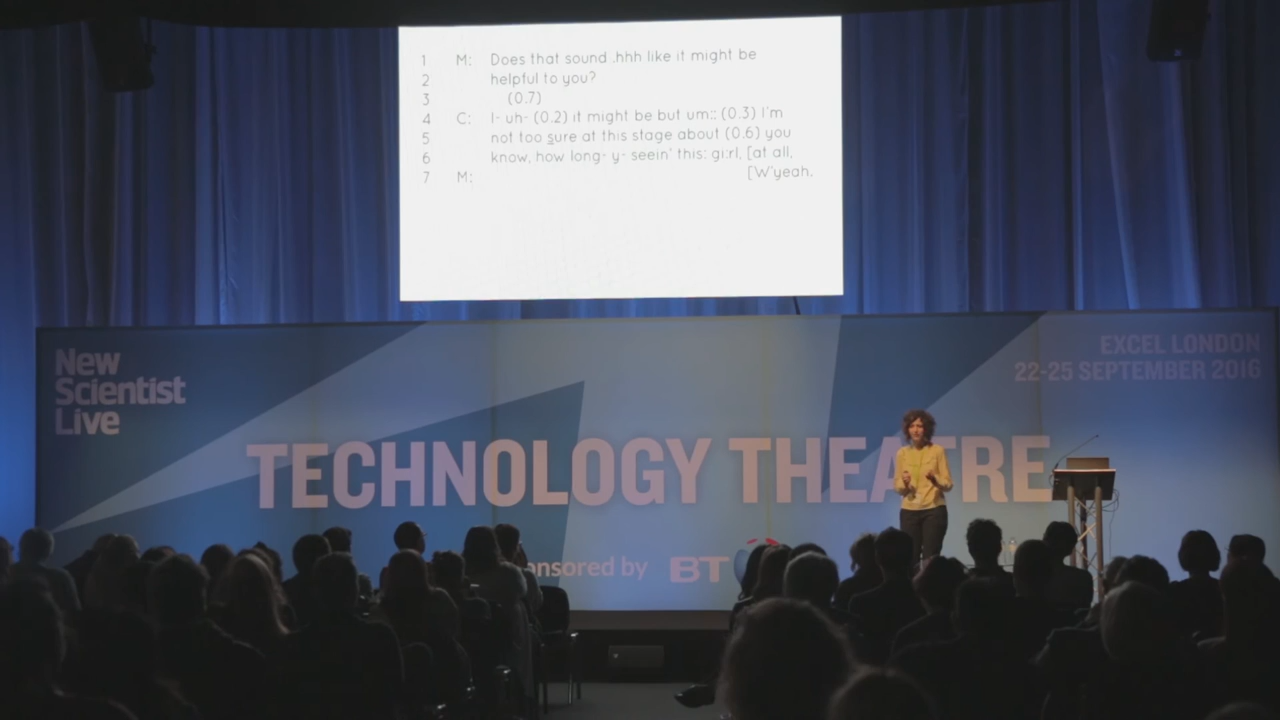 1 M: Does that sound .hhh like it might be
2 helpful to you?
3 (0.7)
4 C: I- uh- (0.2) it might be but um:: (0.3) I'm
5 not too sure at this stage about (0.6) you
6 know, how long- y- seein' this: gi:rl, [at all,
7 M: [W'yeah.
New
Scientist
Live
EXCEL LONDON
22-25 SEPTEMBER 2016
TECHNOLOGY THEATRE
onsored by BT